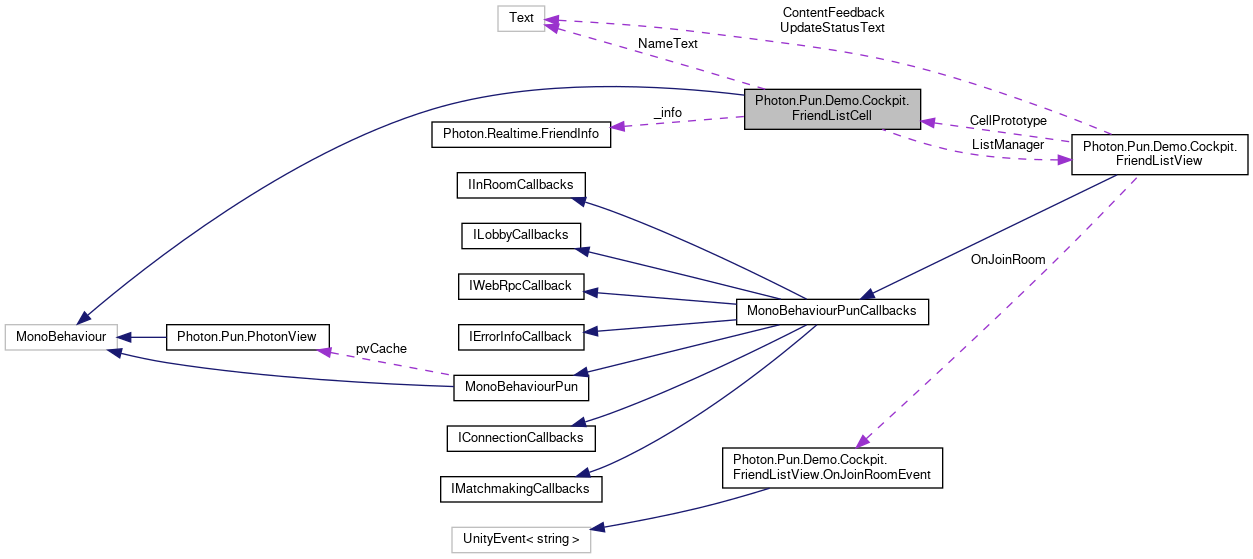 Text
ContentFeedback
UpdateStatusText
NameText
Photon.Pun.Demo.Cockpit.
FriendListCell
_info
Photon.Realtime.FriendInfo
CellPrototype
ListManager
Photon.Pun.Demo.Cockpit.
FriendListView
IInRoomCallbacks
ILobbyCallbacks
OnJoinRoom
IWebRpcCallback
MonoBehaviourPunCallbacks
MonoBehaviour
Photon.Pun.PhotonView
IErrorInfoCallback
pvCache
MonoBehaviourPun
IConnectionCallbacks
Photon.Pun.Demo.Cockpit.
FriendListView.OnJoinRoomEvent
IMatchmakingCallbacks
UnityEvent< string >